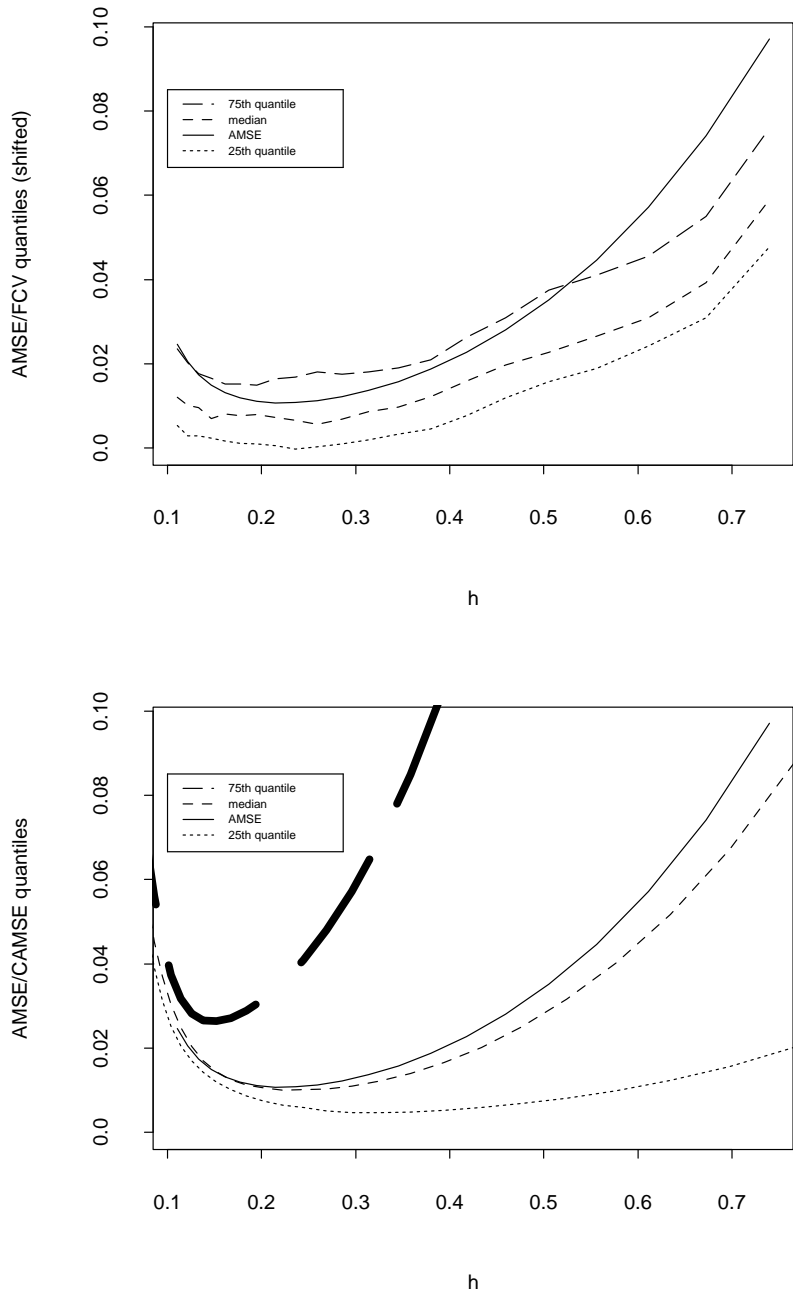 AMSE/FCV quantiles (shifted)
0.10
0.08
0.06
0.04
0.02
0.0
75th quantile
median
AMSE
25th quantile
0.1 0.2 0.3 0.4 0.5 0.6 0.7
h
AMSE/CAMSE quantiles
0.10
0.08
0.06
0.04
0.02
0.0
75th quantile
median
AMSE
25th quantile
0.1 0.2 0.3 0.4 0.5 0.6 0.7
h